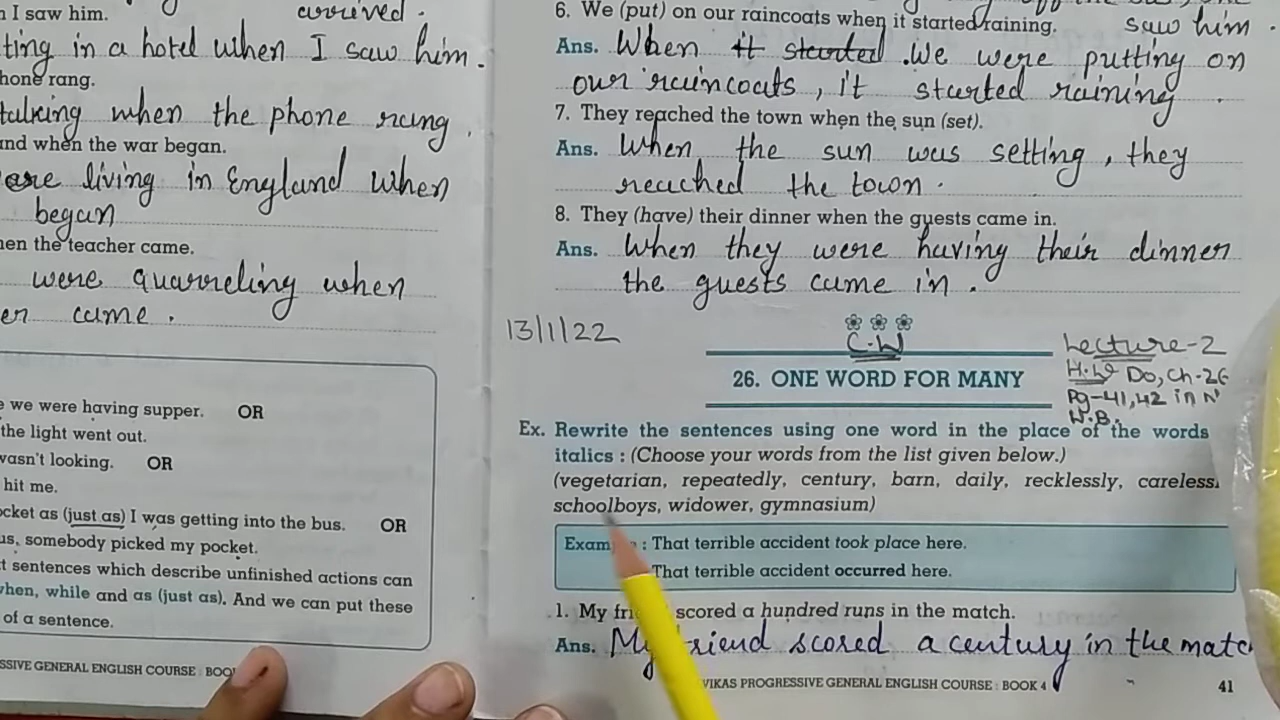 I saw him.
arrived.
ting in a hotel when I saw him.
hone rang.
talking when the phone rang.
nd when the war began.
are living in England when
began
hen the teacher came.
were quarreling when
er came.
e we were having supper. OR
the light went out.
wasn't looking. OR
hit me.
ocket as (just as) I was getting into the bus. OR
us, somebody picked my pocket.
t sentences which describe unfinished actions can
when, while and as (just as). And we can put these
of a sentence.
SSIVE GENERAL ENGLISH COURSE : BOO
6. We (put) on our raincoats when it started raining.
saw him.
Ans. When it started .We were putting on
our raincoats, it started raining.
7. They reached the town when the sun (set).
Ans. When the sun was setting, they
reached the town.
8. They (have) their dinner when the guests came in.
Ans. When they were having their dinner
the guests came in.
13/1/22
C.W
Lecture-2
H.W Do, Ch-26
Pg-41,42 in
W.B.
26. ONE WORD FOR MANY
Ex. Rewrite the sentences using one word in the place of the words
italics : (Choose your words from the list given below.)
(vegetarian, repeatedly, century, barn, daily, recklessly, careless
schoolboys, widower, gymnasium)
Exam : That terrible accident took place here.
That terrible accident occurred here.
1. My fri scored a hundred runs in the match.
Ans. My friend scored a century in the matc
VIKAS PROGRESSIVE GENERAL ENGLISH COURSE : BOOK 4
41